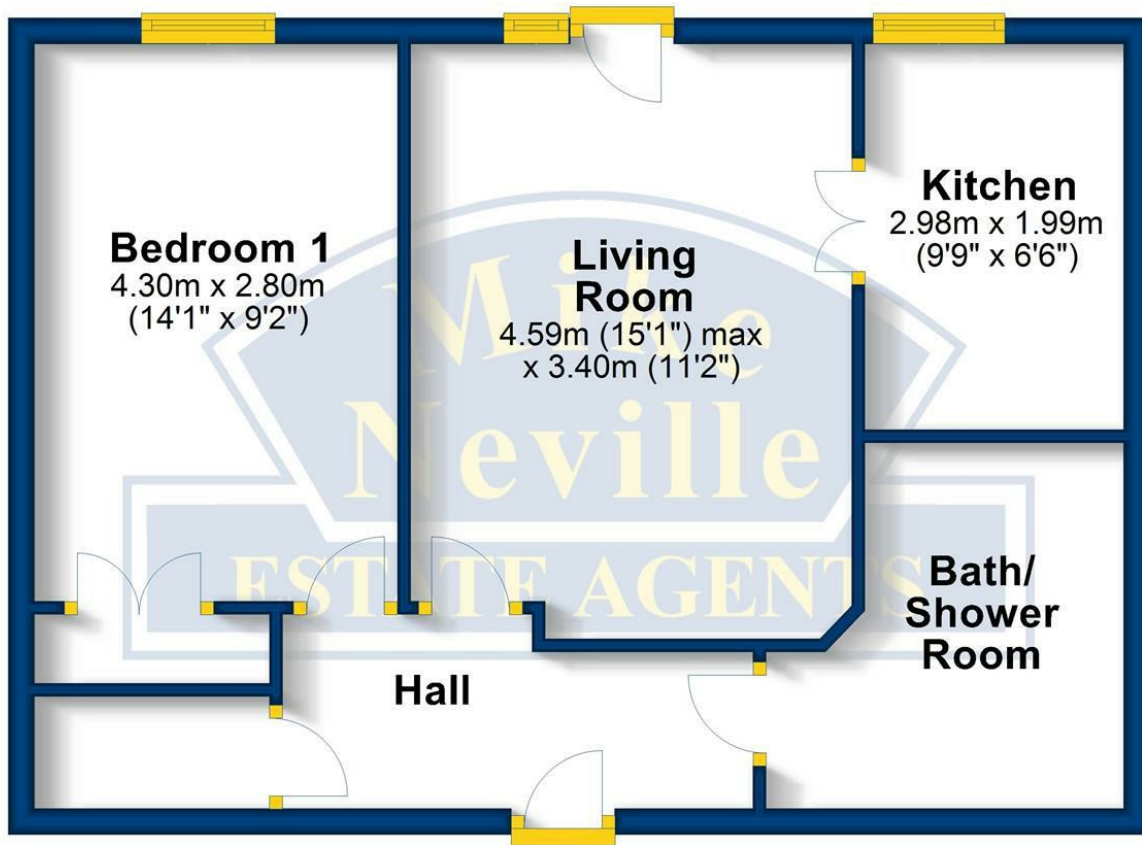 Bedroom 1
4.30m x 2.80m
(14'1" x 9'2")
Living
Room
4.59m (15'1") max
x 3.40m (11'2")
Kitchen
2.98m x 1.99m
(9'9" x 6'6")
Bath/
Shower
Room
Hall
Mike
Neville
ESTATE AGENTS